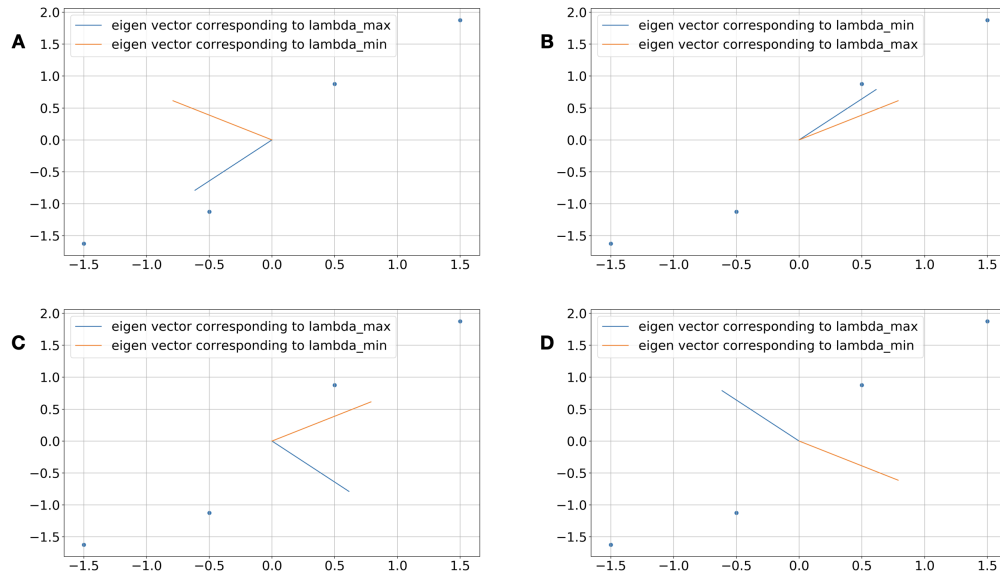 A
eigen vector corresponding to lambda_max
eigen vector corresponding to lambda_min
2.0
1.5
1.0
0.5
0.0
−0.5
−1.0
−1.5
−1.5 −1.0 −0.5 0.0 0.5 1.0 1.5
B
eigen vector corresponding to lambda_min
eigen vector corresponding to lambda_max
2.0
1.5
1.0
0.5
0.0
−0.5
−1.0
−1.5
−1.5 −1.0 −0.5 0.0 0.5 1.0 1.5
C
eigen vector corresponding to lambda_max
eigen vector corresponding to lambda_min
2.0
1.5
1.0
0.5
0.0
−0.5
−1.0
−1.5
−1.5 −1.0 −0.5 0.0 0.5 1.0 1.5
D
eigen vector corresponding to lambda_max
eigen vector corresponding to lambda_min
2.0
1.5
1.0
0.5
0.0
−0.5
−1.0
−1.5
−1.5 −1.0 −0.5 0.0 0.5 1.0 1.5